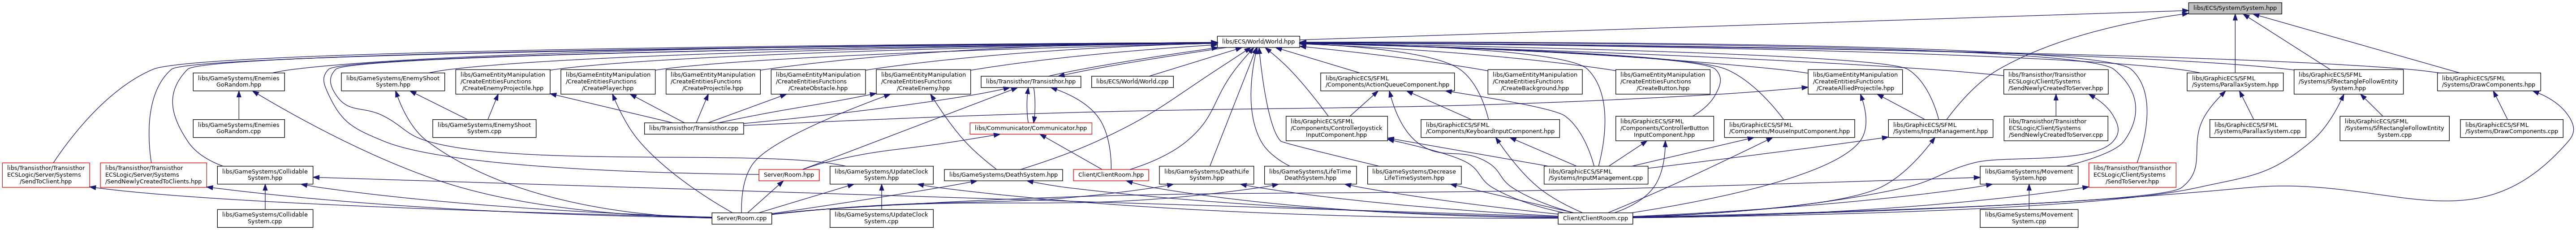 libs/ECS/System/System.hpp
libs/ECS/World/World.hpp
libs/GameSystems/Enemies
GoRandom.hpp
libs/GameSystems/EnemyShoot
System.hpp
libs/GameEntityManipulation
/CreateEntitiesFunctions
/CreateEnemyProjectile.hpp
libs/GameEntityManipulation
/CreateEntitiesFunctions
/CreatePlayer.hpp
libs/GameEntityManipulation
/CreateEntitiesFunctions
/CreateProjectile.hpp
libs/GameEntityManipulation
/CreateEntitiesFunctions
/CreateObstacle.hpp
libs/GameEntityManipulation
/CreateEntitiesFunctions
/CreateEnemy.hpp
libs/Transisthor/Transisthor.hpp
libs/ECS/World/World.cpp
libs/GraphicECS/SFML
/Components/ActionQueueComponent.hpp
libs/GameEntityManipulation
/CreateEntitiesFunctions
/CreateBackground.hpp
libs/GameEntityManipulation
/CreateEntitiesFunctions
/CreateButton.hpp
libs/GameEntityManipulation
/CreateEntitiesFunctions
/CreateAlliedProjectile.hpp
libs/Transisthor/Transisthor
ECSLogic/Client/Systems
/SendNewlyCreatedToServer.hpp
libs/GraphicECS/SFML
/Systems/ParallaxSystem.hpp
libs/GraphicECS/SFML
/Systems/SfRectangleFollowEntity
System.hpp
libs/GraphicECS/SFML
/Systems/DrawComponents.hpp
libs/GameSystems/Enemies
GoRandom.cpp
libs/GameSystems/EnemyShoot
System.cpp
libs/Transisthor/Transisthor.cpp
libs/Communicator/Communicator.hpp
libs/GraphicECS/SFML
/Components/ControllerJoystick
InputComponent.hpp
libs/GraphicECS/SFML
/Components/KeyboardInputComponent.hpp
libs/GraphicECS/SFML
/Components/ControllerButton
InputComponent.hpp
libs/GraphicECS/SFML
/Components/MouseInputComponent.hpp
libs/GraphicECS/SFML
/Systems/InputManagement.hpp
libs/Transisthor/Transisthor
ECSLogic/Client/Systems
/SendNewlyCreatedToServer.cpp
libs/GraphicECS/SFML
/Systems/ParallaxSystem.cpp
libs/GraphicECS/SFML
/Systems/SfRectangleFollowEntity
System.cpp
libs/GraphicECS/SFML
/Systems/DrawComponents.cpp
libs/Transisthor/Transisthor
ECSLogic/Server/Systems
/SendToClient.hpp
libs/Transisthor/Transisthor
ECSLogic/Server/Systems
/SendNewlyCreatedToClients.hpp
libs/GameSystems/Collidable
System.hpp
Server/Room.hpp
libs/GameSystems/UpdateClock
System.hpp
libs/GameSystems/DeathSystem.hpp
Client/ClientRoom.hpp
libs/GameSystems/DeathLife
System.hpp
libs/GameSystems/LifeTime
DeathSystem.hpp
libs/GameSystems/Decrease
LifeTimeSystem.hpp
libs/GraphicECS/SFML
/Systems/InputManagement.cpp
libs/GameSystems/Movement
System.hpp
libs/Transisthor/Transisthor
ECSLogic/Client/Systems
/SendToServer.hpp
libs/GameSystems/Collidable
System.cpp
Server/Room.cpp
libs/GameSystems/UpdateClock
System.cpp
Client/ClientRoom.cpp
libs/GameSystems/Movement
System.cpp